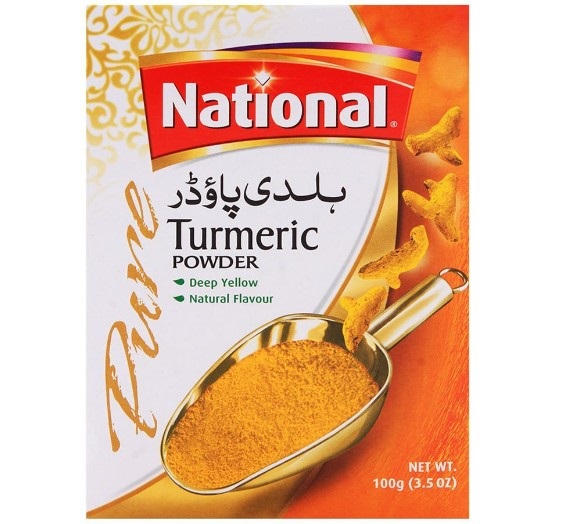 National®
ہلدی پاؤڈر
Turmeric
POWDER
Deep Yellow
Natural Flavour
Pure
NET WT.
100g (3.5 OZ)